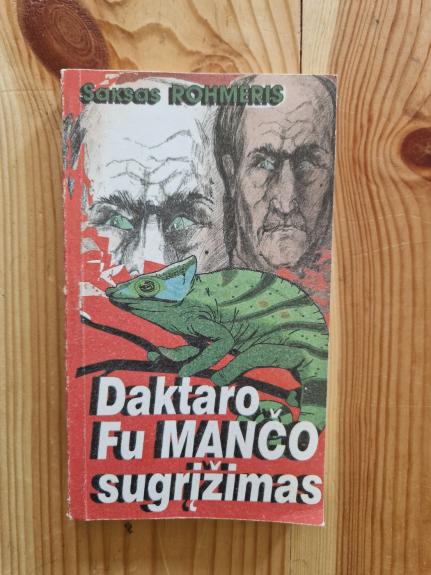 Saksas ROHMERIS
Daktaro
Fu MANČO
sugrįžimas